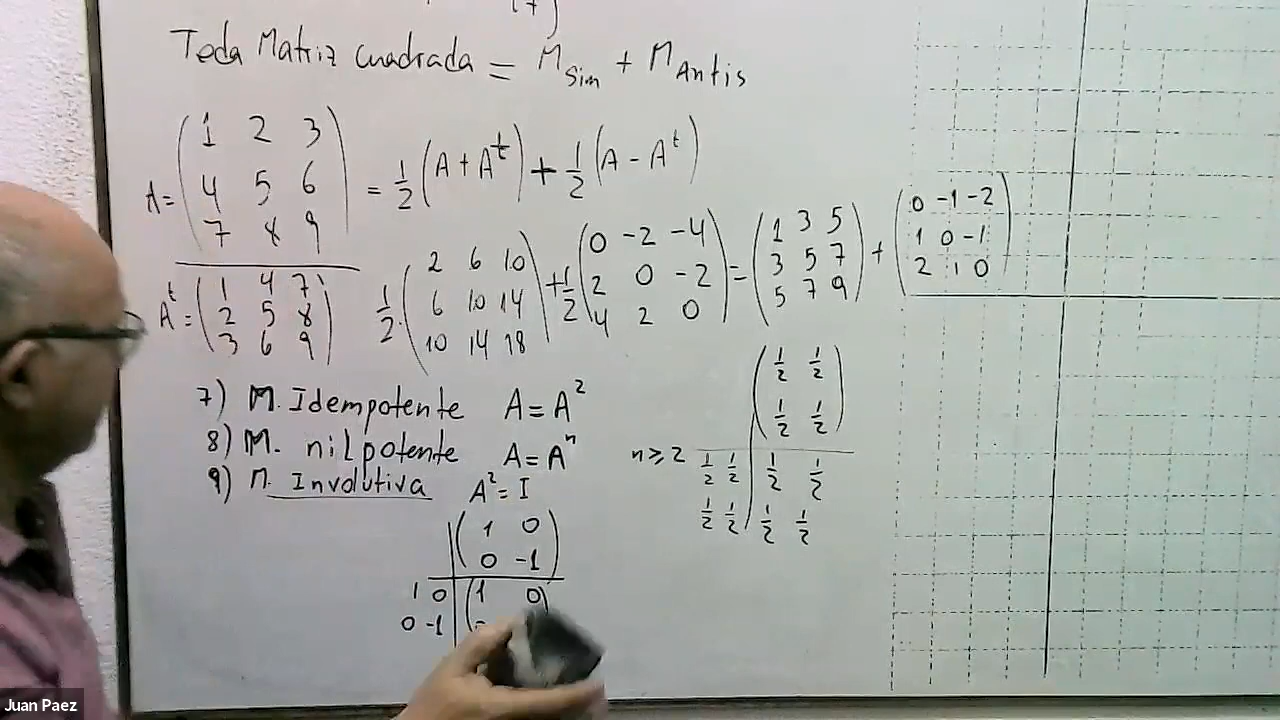 Toda Matriz Cuadrada = M Sim + M Antis
A = ( 1 2 3 = 1/2 (A + A^t) + 1/2 (A - A^t)
4 5 6
7 8 9 )
A^t = ( 1 4 7
2 5 8
3 6 9 )
1/2 · ( 2 6 10
6 10 14
10 14 18 )
+ 1/2 ( 0 -2 -4
2 0 -2
4 2 0 )
= ( 1 3 5
3 5 7
5 7 9 )
+ ( 0 -1 -2
1 0 -1
2 1 0 )
7) M. Idempotente A = A^2
8) M. nilpotente A = A^n n ≥ 2
9) M. Involutiva A^2 = I
( 1/2 1/2
1/2 1/2 )
1/2 1/2 | 1/2 1/2
1/2 1/2 | 1/2 1/2
( 1 0
0 -1 )
1 0 | ( 1 0 )
0 -1
Juan Paez